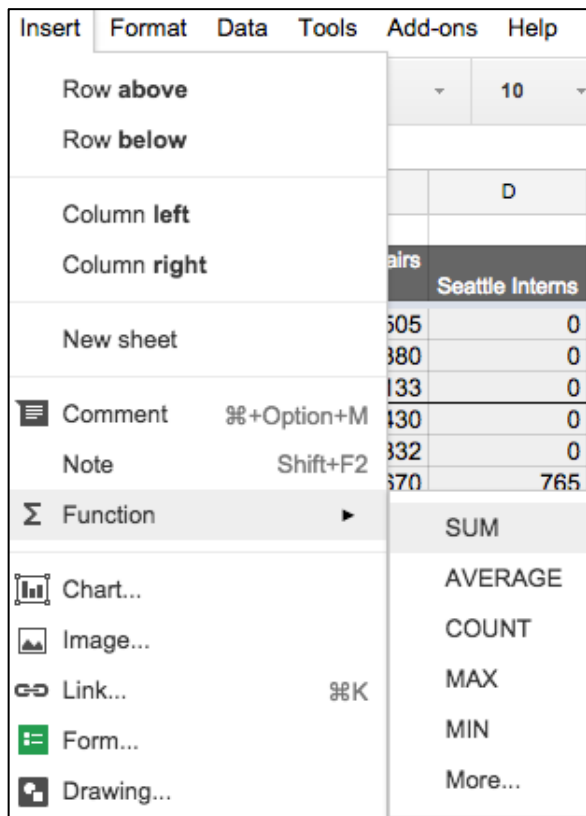 Insert Format Data Tools Add-ons Help
Row above
10
Row below
Column left
D
Column right
airs
Seattle Interns
505 0
New sheet
380 0
133 0
Comment ⌘+Option+M
430 0
Note Shift+F2
332 0
670 765
Σ Function ►
SUM
AVERAGE
Chart...
COUNT
Image...
MAX
Link... ⌘K
MIN
Form...
More...
Drawing...